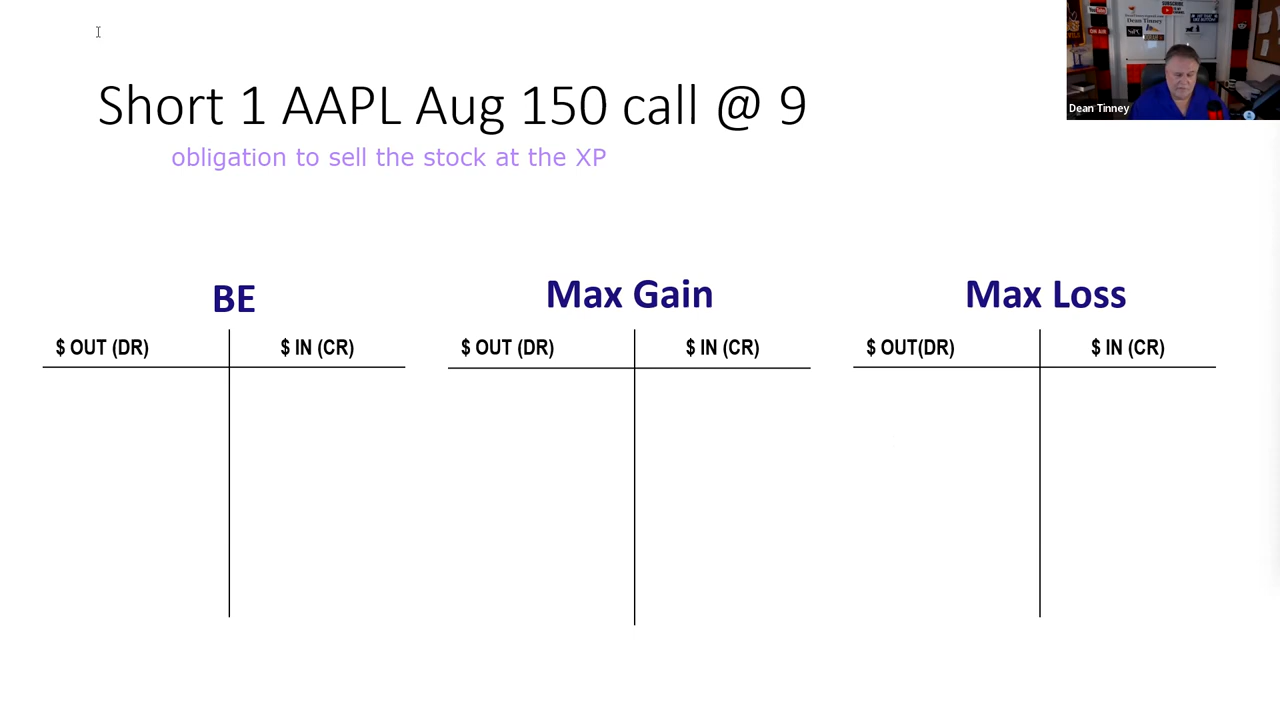 Short 1 AAPL Aug 150 call @ 9
obligation to sell the stock at the XP
Dean Tinney
BE
$ OUT (DR)
$ IN (CR)
Max Gain
$ OUT (DR)
$ IN (CR)
Max Loss
$ OUT(DR)
$ IN (CR)